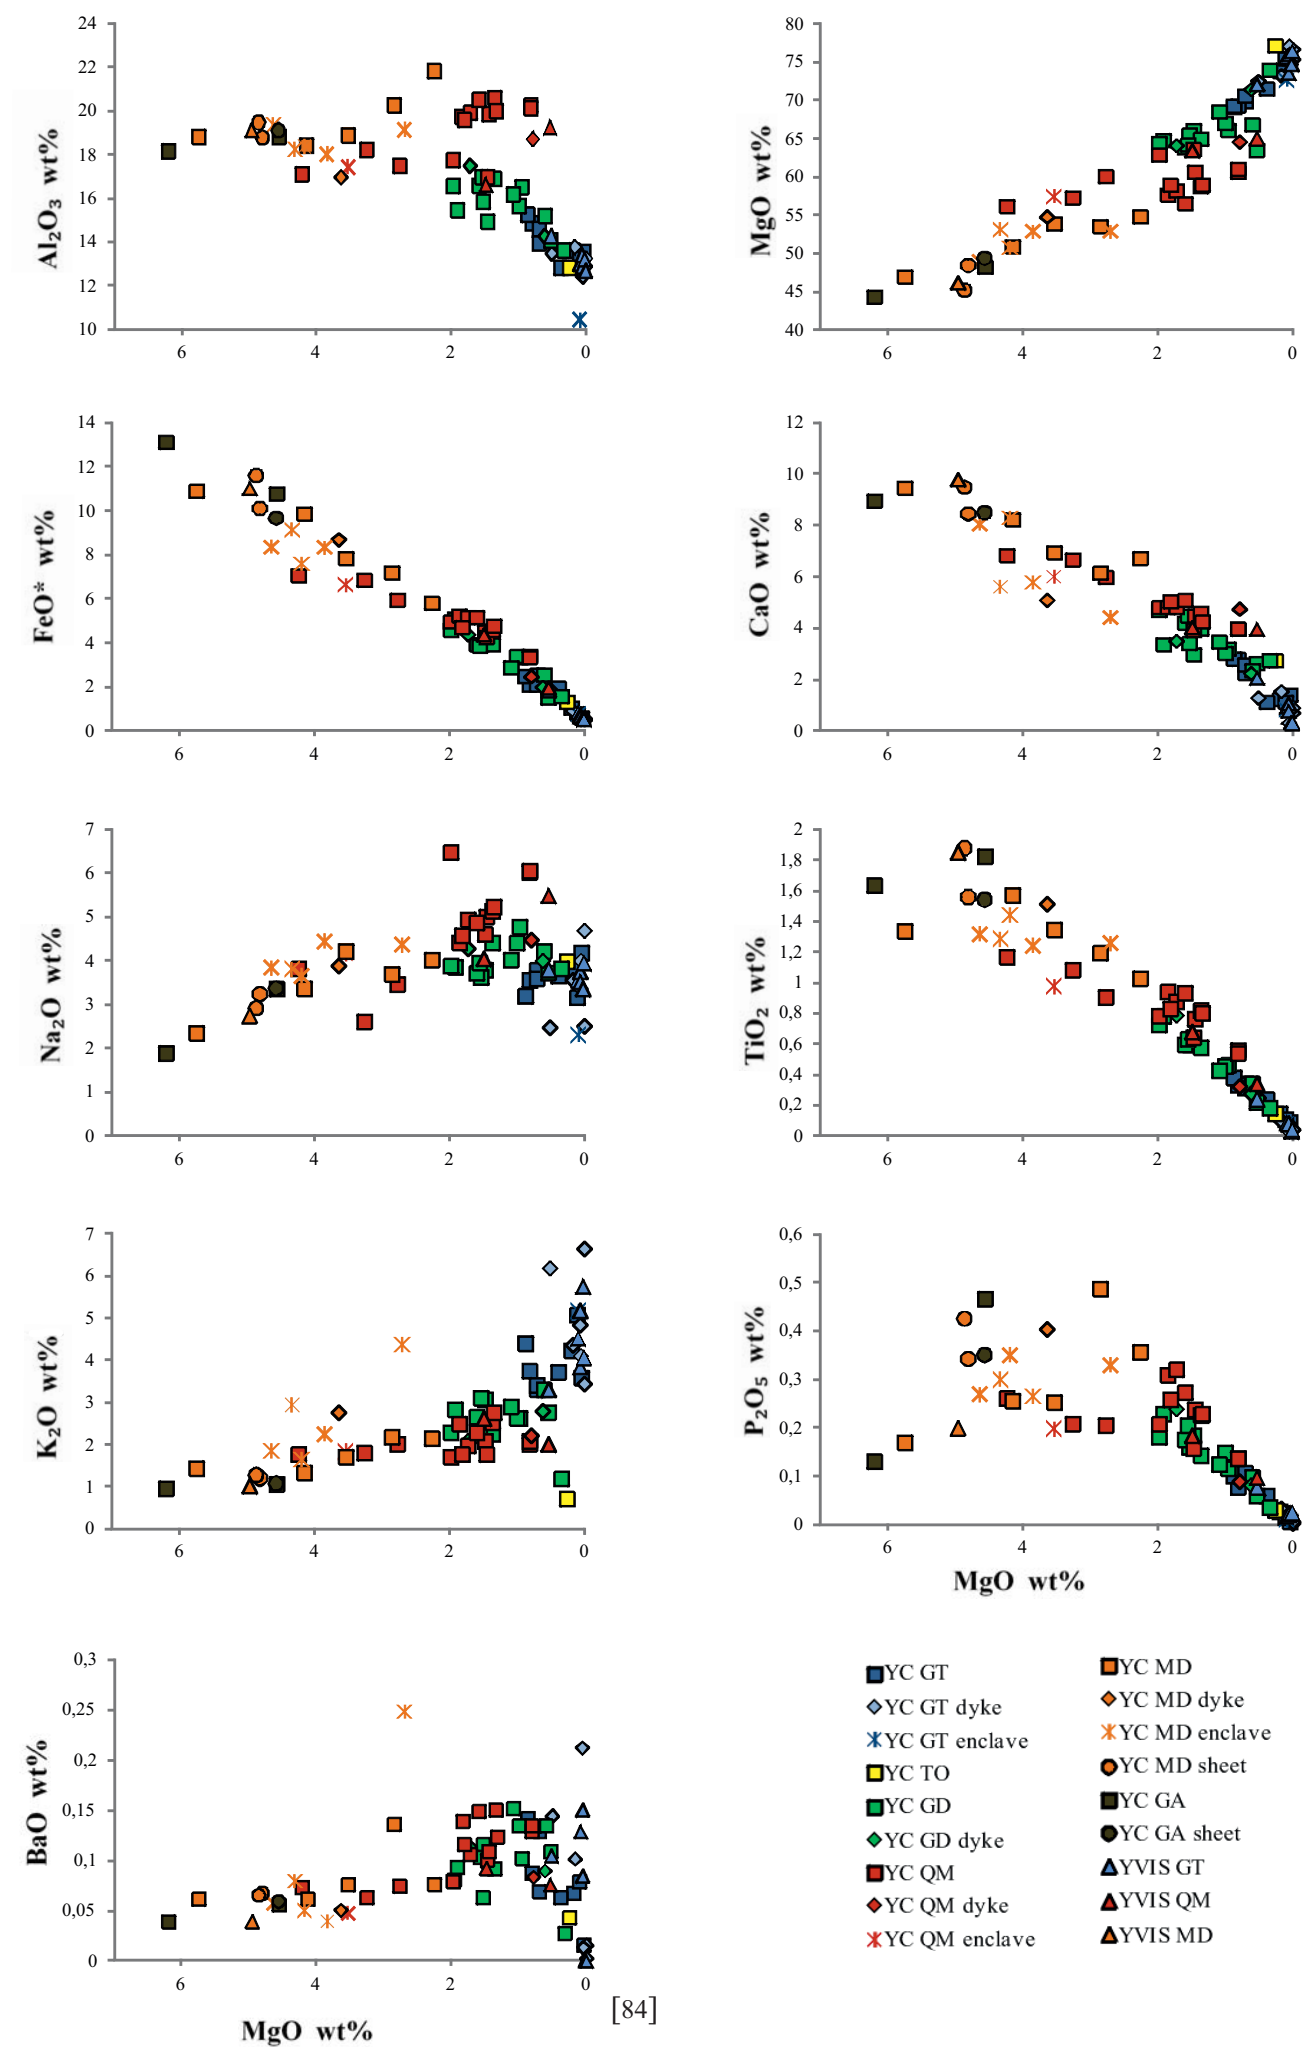 24
22
20
18
16
14
12
10
Al₂O₃ wt%
6 4 2 0
80
75
70
65
60
55
50
45
40
MgO wt%
6 4 2 0
14
12
10
8
6
4
2
0
FeO* wt%
6 4 2 0
12
10
8
6
4
2
0
CaO wt%
6 4 2 0
7
6
5
4
3
2
1
0
Na₂O wt%
6 4 2 0
2
1,8
1,6
1,4
1,2
1
0,8
0,6
0,4
0,2
0
TiO₂ wt%
6 4 2 0
7
6
5
4
3
2
1
0
K₂O wt%
6 4 2 0
0,6
0,5
0,4
0,3
0,2
0,1
0
P₂O₅ wt%
6 4 2 0
MgO wt%
0,3
0,25
0,2
0,15
0,1
0,05
0
BaO wt%
6 4 2 0
MgO wt%
YC GT
YC GT dyke
YC GT enclave
YC TO
YC GD
YC GD dyke
YC QM
YC QM dyke
YC QM enclave
YC MD
YC MD dyke
YC MD enclave
YC MD sheet
YC GA
YC GA sheet
YVIS GT
YVIS QM
YVIS MD
[84]